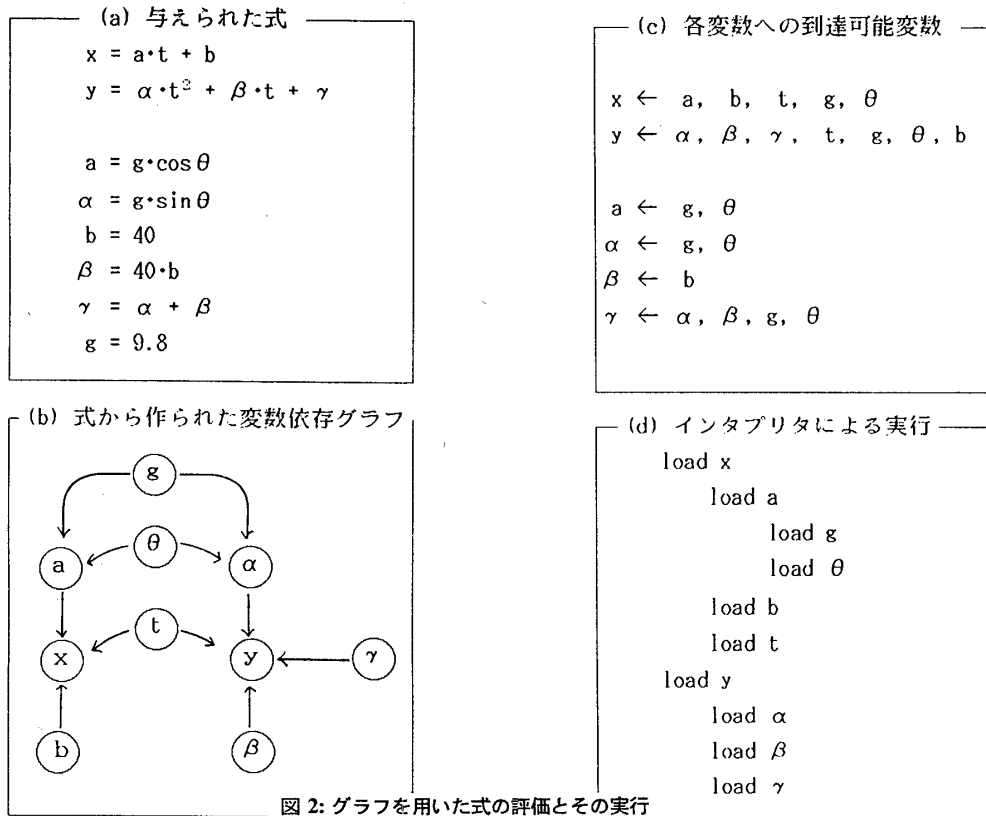 (a) 与えられた式
x = a・t + b
y = α・t² + β・t + γ
a = g・cosθ
α = g・sinθ
b = 40
β = 40・b
γ = α + β
g = 9.8
(b) 式から作られた変数依存グラフ
g
θ
a
α
t
x
y
γ
b
β
(c) 各変数への到達可能変数
x ← a, b, t, g, θ
y ← α, β, γ, t, g, θ, b
a ← g, θ
α ← g, θ
β ← b
γ ← α, β, g, θ
(d) インタプリタによる実行
load x
load a
load g
load θ
load b
load t
load y
load α
load β
load γ
図 2: グラフを用いた式の評価とその実行